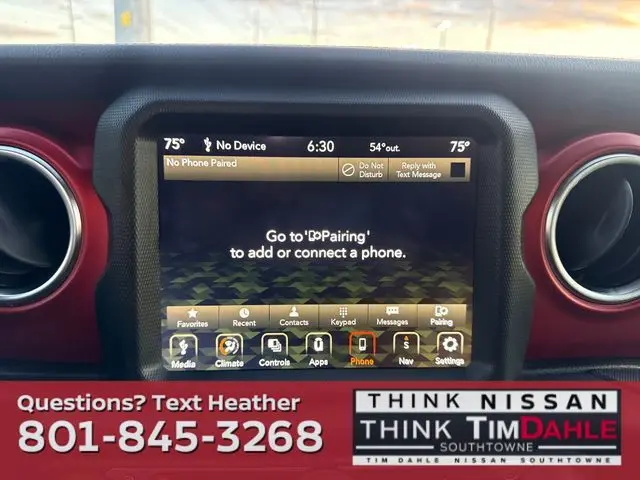 75° No Device 6:30 54°out. 75°
No Phone Paired Do Not Disturb Reply with Text Message
Go to 'Pairing'
to add or connect a phone.
Favorites Recent Contacts Keypad Messages Pairing
Media Climate Controls Apps Phone Nav Settings
Questions? Text Heather
801-845-3268
THINK NISSAN
THINK TIMDAHLE
SOUTHTOWNE
TIM DAHLE NISSAN SOUTHTOWNE